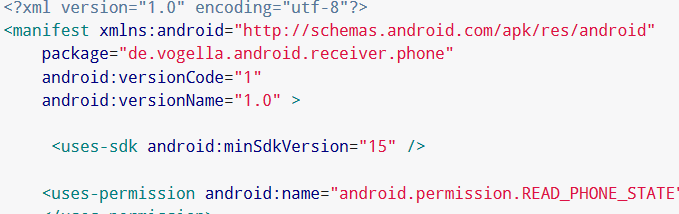 <?xml version="1.0" encoding="utf-8"?>
<manifest xmlns:android="http://schemas.android.com/apk/res/android"
package="de.vogella.android.receiver.phone"
android:versionCode="1"
android:versionName="1.0" >
<uses-sdk android:minSdkVersion="15" />
<uses-permission android:name="android.permission.READ_PHONE_STATE"
</uses-permission>